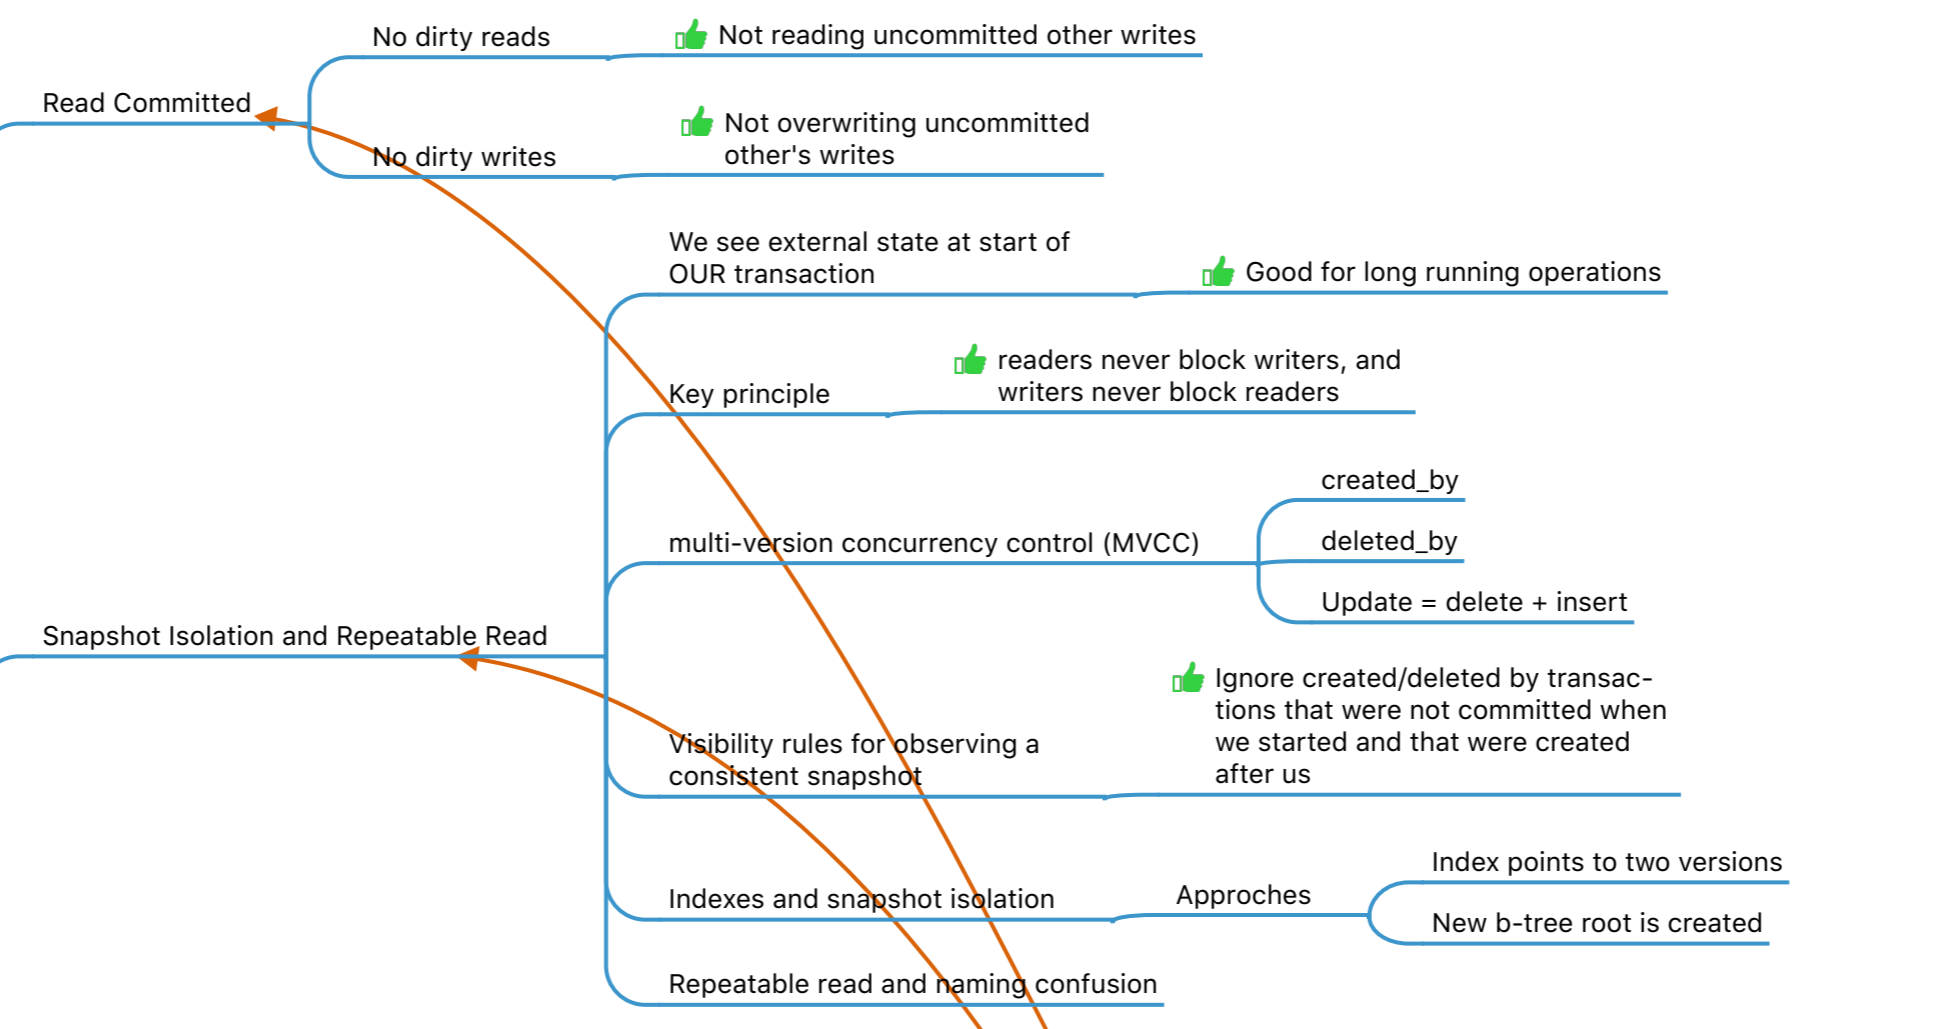 Read Committed
No dirty reads
Not reading uncommitted other writes
No dirty writes
Not overwriting uncommitted
other's writes
Snapshot Isolation and Repeatable Read
We see external state at start of
OUR transaction
Good for long running operations
Key principle
readers never block writers, and
writers never block readers
multi-version concurrency control (MVCC)
created_by
deleted_by
Update = delete + insert
Visibility rules for observing a
consistent snapshot
Ignore created/deleted by transac-
tions that were not committed when
we started and that were created
after us
Indexes and snapshot isolation
Approches
Index points to two versions
New b-tree root is created
Repeatable read and naming confusion